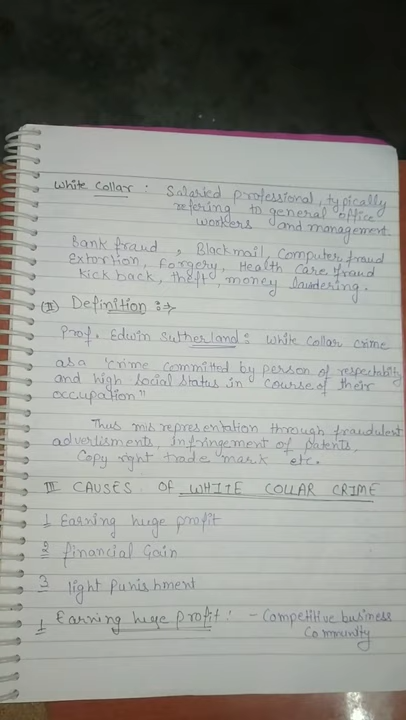 White Collar : Salaried professional, typically
refering to general office
workers and management
Bank fraud , Blackmail, Computer fraud
Extortion, Forgery, Health Care fraud
Kick back, theft, money laudering.
(II) Definition :→
Prof. Edwin Sutherland : White Collar crime
as a 'crime committed by person of respectability
and high social status in course of their
occupation"
Thus misrepresentation through fraudulent
adverlisments, Infringement of patents,
Copy right trade mark etc.
III CAUSES OF WHITE COLLAR CRIME
1 Earning huge profit
2 financial Gain
3 light Punishment
1 Earning huge Profit : - Competitive business
Community